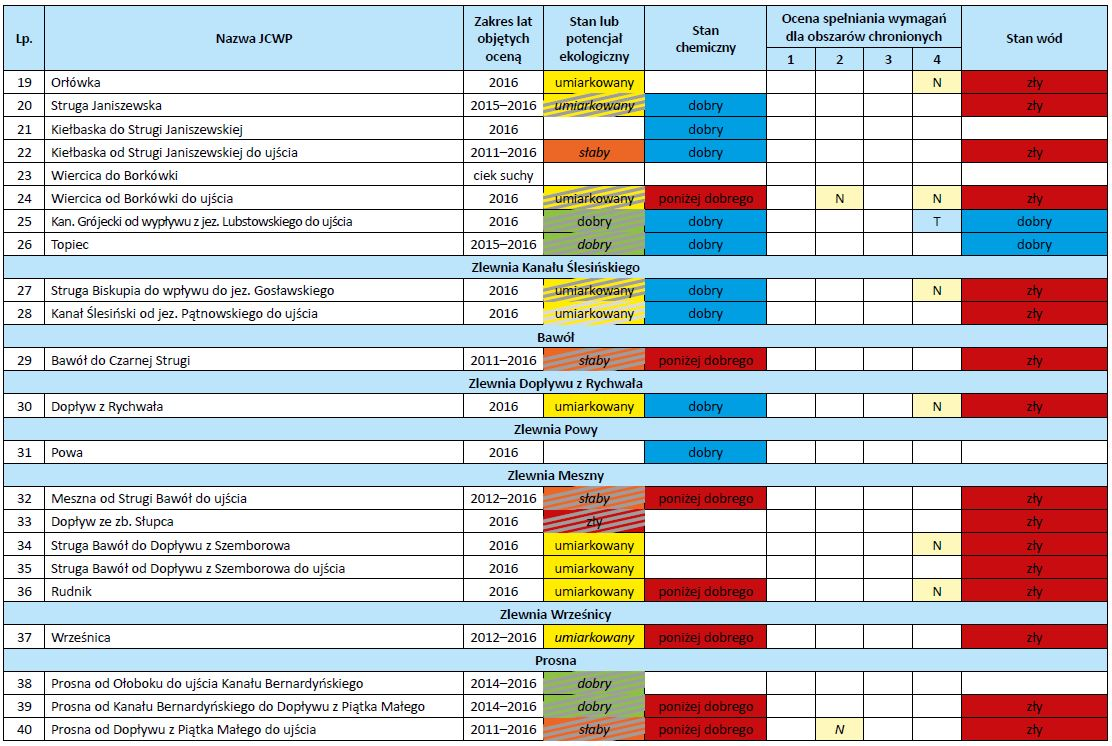 Lp. Nazwa JCWP Zakres lat objętych oceną Stan lub potencjał ekologiczny Stan chemiczny Ocena spełniania wymagań dla obszarów chronionych Stan wód
1 2 3 4
19 Orłówka 2016 umiarkowany N zły
20 Struga Janiszewska 2015–2016 umiarkowany dobry zły
21 Kiełbaska do Strugi Janiszewskiej 2016 dobry
22 Kiełbaska od Strugi Janiszewskiej do ujścia 2011–2016 słaby dobry zły
23 Wiercica do Borkówki ciek suchy
24 Wiercica od Borkówki do ujścia 2016 umiarkowany poniżej dobrego N N zły
25 Kan. Grójecki od wypływu z jez. Lubstowskiego do ujścia 2016 dobry dobry T dobry
26 Topiec 2015–2016 dobry dobry dobry
Zlewnia Kanału Ślesińskiego
27 Struga Biskupia do wpływu do jez. Gosławskiego 2016 umiarkowany dobry N zły
28 Kanał Ślesiński od jez. Pątnowskiego do ujścia 2016 umiarkowany dobry zły
Bawół
29 Bawół do Czarnej Strugi 2011–2016 słaby poniżej dobrego zły
Zlewnia Dopływu z Rychwała
30 Dopływ z Rychwała 2016 umiarkowany dobry N zły
Zlewnia Powy
31 Powa 2016 dobry
Zlewnia Meszny
32 Meszna od Strugi Bawół do ujścia 2012–2016 słaby poniżej dobrego zły
33 Dopływ ze zb. Słupca 2016 zły zły
34 Struga Bawół do Dopływu z Szemborowa 2016 umiarkowany N zły
35 Struga Bawół od Dopływu z Szemborowa do ujścia 2016 umiarkowany zły
36 Rudnik 2016 umiarkowany poniżej dobrego N zły
Zlewnia Wrześnicy
37 Wrześnica 2012–2016 umiarkowany poniżej dobrego zły
Prosna
38 Prosna od Ołoboku do ujścia Kanału Bernardyńskiego 2014–2016 dobry
39 Prosna od Kanału Bernardyńskiego do Dopływu z Piątka Małego 2014–2016 dobry poniżej dobrego zły
40 Prosna od Dopływu z Piątka Małego do ujścia 2011–2016 słaby poniżej dobrego N zły